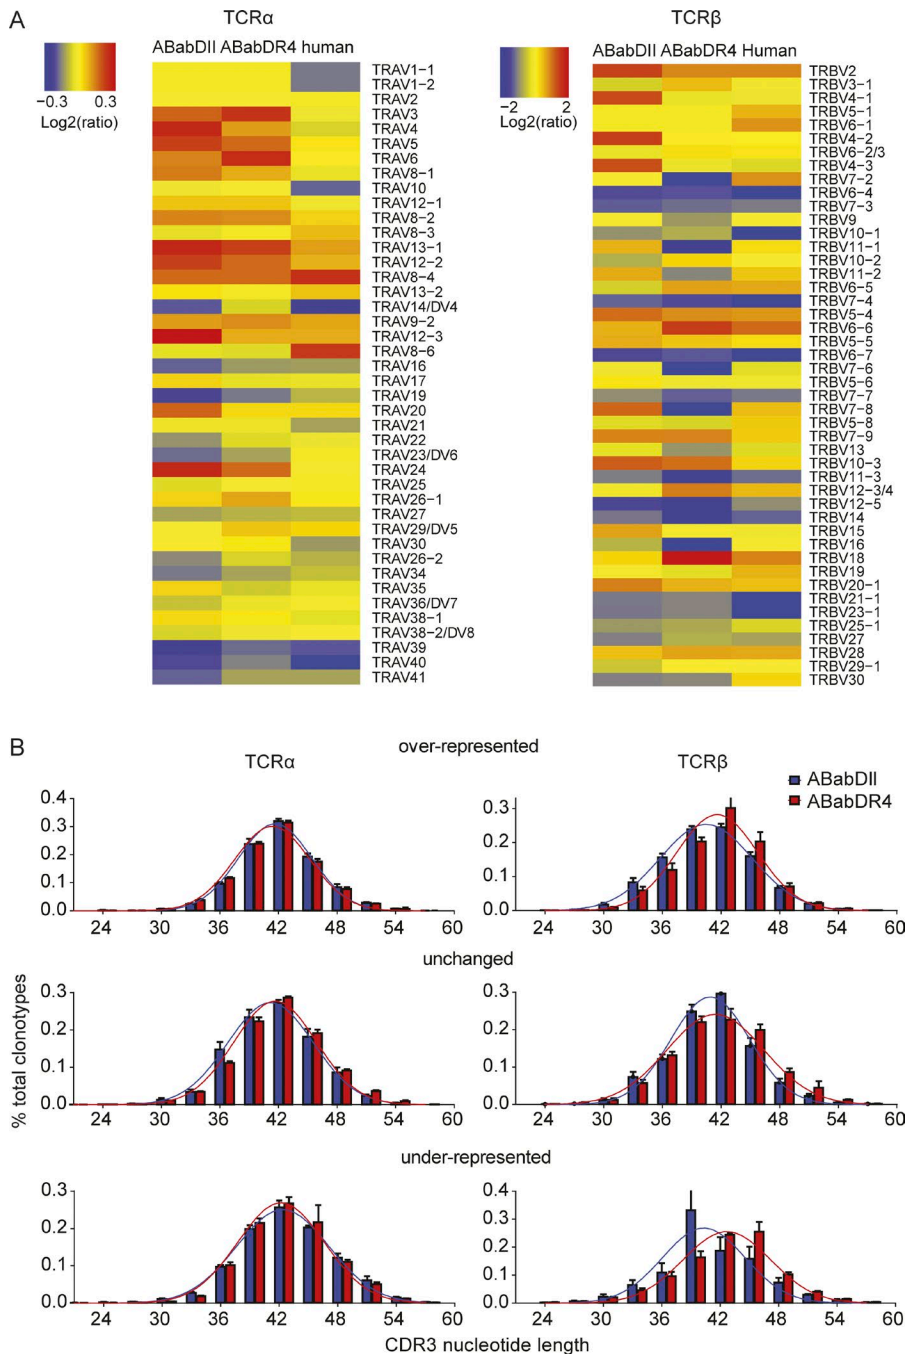 A
TCRα
TCRβ
ABabDII ABabDR4 human
−0.3 0.3
Log2(ratio)
TRAV1−1
TRAV1−2
TRAV2
TRAV3
TRAV4
TRAV5
TRAV6
TRAV8−1
TRAV10
TRAV12−1
TRAV8−2
TRAV8−3
TRAV13−1
TRAV12−2
TRAV8−4
TRAV13−2
TRAV14/DV4
TRAV9−2
TRAV12−3
TRAV8−6
TRAV16
TRAV17
TRAV19
TRAV20
TRAV21
TRAV22
TRAV23/DV6
TRAV24
TRAV25
TRAV26−1
TRAV27
TRAV29/DV5
TRAV30
TRAV26−2
TRAV34
TRAV35
TRAV36/DV7
TRAV38−1
TRAV38−2/DV8
TRAV39
TRAV40
TRAV41
ABabDII ABabDR4 Human
−2 2
Log2(ratio)
TRBV2
TRBV3−1
TRBV4−1
TRBV5−1
TRBV6−1
TRBV4−2
TRBV6−2/3
TRBV4−3
TRBV7−2
TRBV6−4
TRBV7−3
TRBV9
TRBV10−1
TRBV11−1
TRBV10−2
TRBV11−2
TRBV6−5
TRBV7−4
TRBV5−4
TRBV6−6
TRBV5−5
TRBV6−7
TRBV7−6
TRBV5−6
TRBV7−7
TRBV7−8
TRBV5−8
TRBV7−9
TRBV13
TRBV10−3
TRBV11−3
TRBV12−3/4
TRBV12−5
TRBV14
TRBV15
TRBV16
TRBV18
TRBV19
TRBV20−1
TRBV21−1
TRBV23−1
TRBV25−1
TRBV27
TRBV28
TRBV29−1
TRBV30
B
over-represented
TCRα
TCRβ
ABabDII
ABabDR4
0.4
0.3
0.2
0.1
0.0
24 30 36 42 48 54 60
0.3
0.2
0.1
0.0
24 30 36 42 48 54 60
unchanged
% total clonotypes
0.3
0.2
0.1
0.0
24 30 36 42 48 54 60
0.3
0.2
0.1
0.0
24 30 36 42 48 54 60
under-represented
0.3
0.2
0.1
0.0
24 30 36 42 48 54 60
0.4
0.3
0.2
0.1
0.0
24 30 36 42 48 54 60
CDR3 nucleotide length